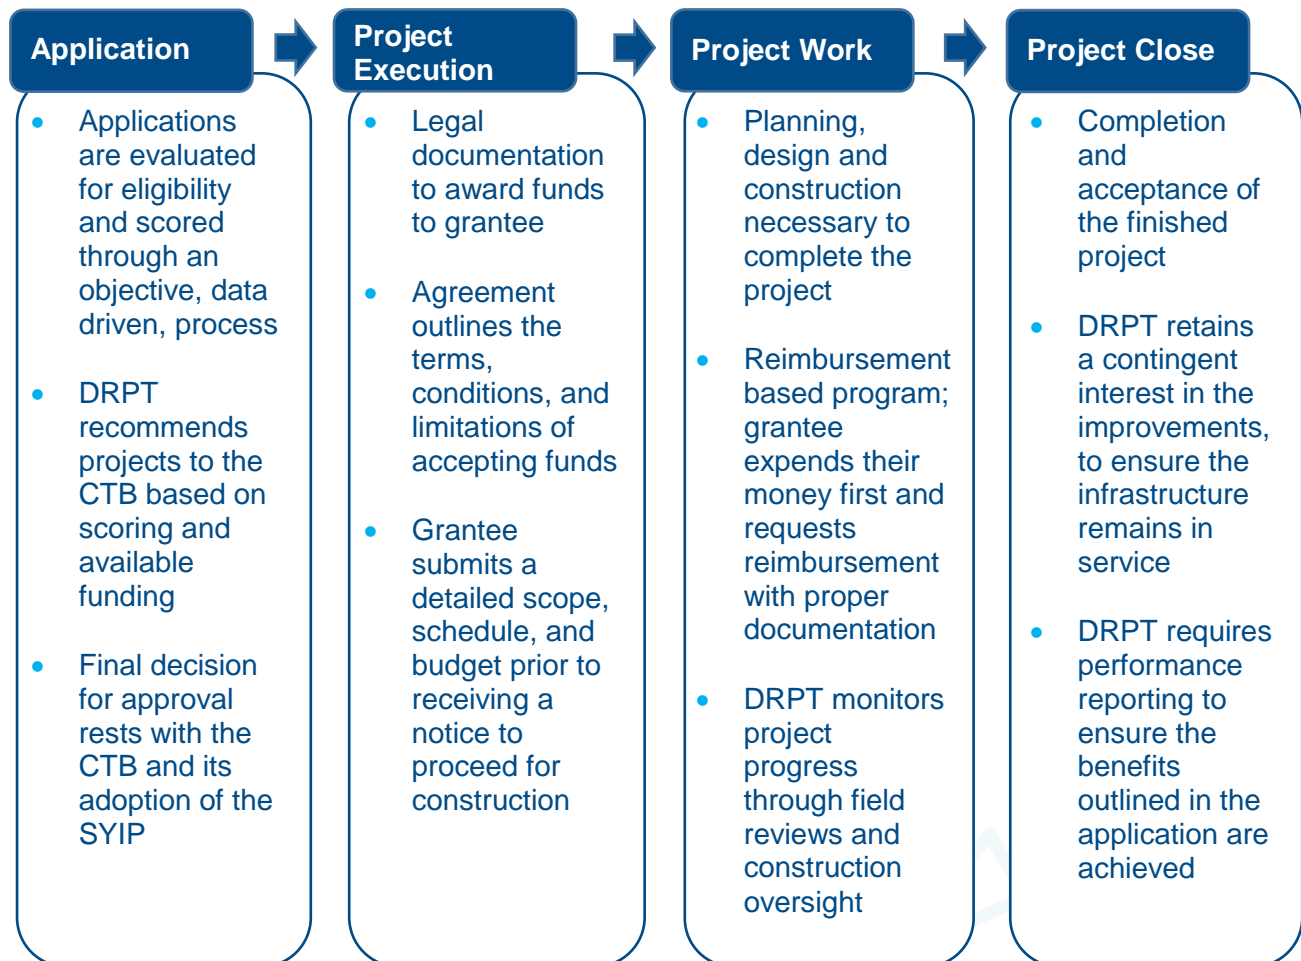 Application
• Applications
are evaluated
for eligibility
and scored
through an
objective, data
driven, process
• DRPT
recommends
projects to the
CTB based on
scoring and
available
funding
• Final decision
for approval
rests with the
CTB and its
adoption of the
SYIP
Project
Execution
• Legal
documentation
to award funds
to grantee
• Agreement
outlines the
terms,
conditions, and
limitations of
accepting funds
• Grantee
submits a
detailed scope,
schedule, and
budget prior to
receiving a
notice to
proceed for
construction
Project Work
• Planning,
design and
construction
necessary to
complete the
project
• Reimbursement
based program;
grantee
expends their
money first and
requests
reimbursement
with proper
documentation
• DRPT monitors
project
progress
through field
reviews and
construction
oversight
Project Close
• Completion
and
acceptance of
the finished
project
• DRPT retains
a contingent
interest in the
improvements,
to ensure the
infrastructure
remains in
service
• DRPT requires
performance
reporting to
ensure the
benefits
outlined in the
application are
achieved